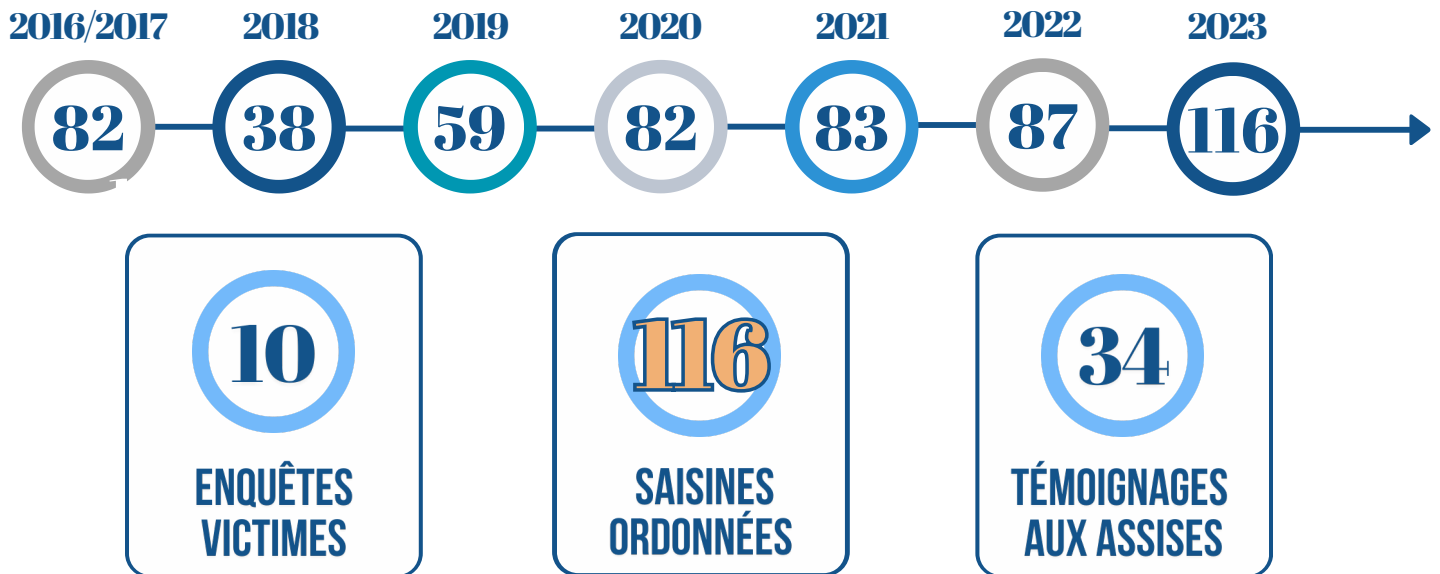 2016/2017 2018 2019 2020 2021 2022 2023
82 38 59 82 83 87 116
10
ENQUÊTES
VICTIMES
116
SAISINES
ORDONNÉES
34
TÉMOIGNAGES
AUX ASSISES